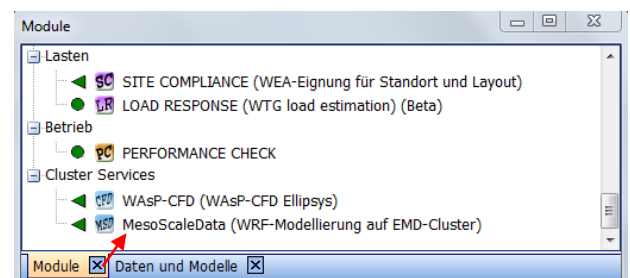 Module
Lasten
SC SITE COMPLIANCE (WEA-Eignung für Standort und Layout)
LR LOAD RESPONSE (WTG load estimation) (Beta)
Betrieb
PC PERFORMANCE CHECK
Cluster Services
CFD WAsP-CFD (WAsP-CFD Ellipsys)
MSD MesoScaleData (WRF-Modellierung auf EMD-Cluster)
Module Daten und Modelle